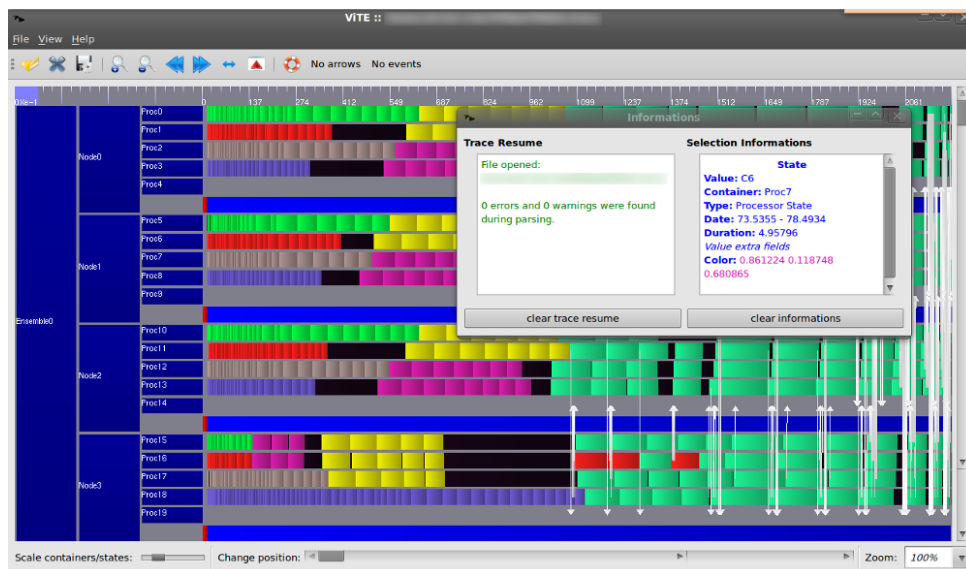 ViTE ::
File View Help
No arrows No events
0 137 274 412 549 687 824 962 1099 1237 1374 1512 1649 1787 1924 2061
Ensemble0
Node0
Proc0
Proc1
Proc2
Proc3
Proc4
Node1
Proc5
Proc6
Proc7
Proc8
Proc9
Node2
Proc10
Proc11
Proc12
Proc13
Proc14
Node3
Proc15
Proc16
Proc17
Proc18
Proc19
Informations
Trace Resume
File opened:
0 errors and 0 warnings were found
during parsing.
clear trace resume
Selection Informations
State
Value: C6
Container: Proc7
Type: Processor State
Date: 73.5355 - 78.4934
Duration: 4.95796
Value extra fields
Color: 0.861224 0.118748
0.680865
clear informations
Scale containers/states:
Change position:
Zoom: 100%